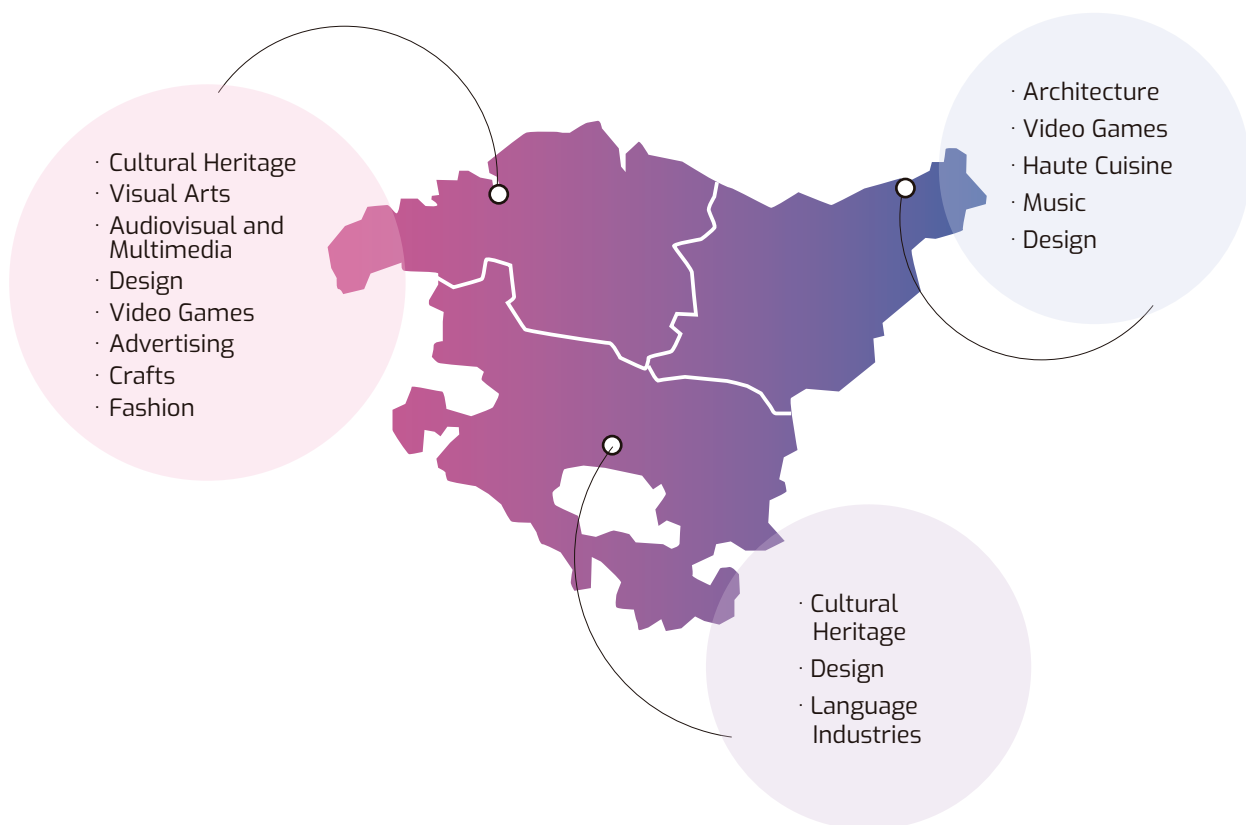 · Cultural Heritage
· Visual Arts
· Audiovisual and
Multimedia
· Design
· Video Games
· Advertising
· Crafts
· Fashion
· Architecture
· Video Games
· Haute Cuisine
· Music
· Design
· Cultural
Heritage
· Design
· Language
Industries